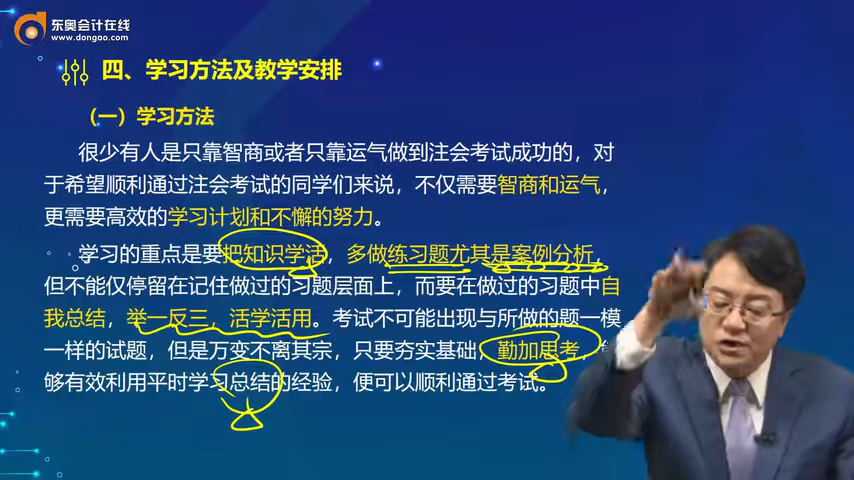 东奥会计在线
www.dongao.com
四、学习方法及教学安排
（一）学习方法
很少有人是只靠智商或者只靠运气做到注会考试成功的，对
于希望顺利通过注会考试的同学们来说，不仅需要智商和运气，
更需要高效的学习计划和不懈的努力。
学习的重点是要把知识学活，多做练习题尤其是案例分析，
但不能仅停留在记住做过的习题层面上，而要在做过的习题中自
我总结，举一反三，活学活用。考试不可能出现与所做的题一模
一样的试题，但是万变不离其宗，只要夯实基础，勤加思考，
够有效利用平时学习总结的经验，便可以顺利通过考试。